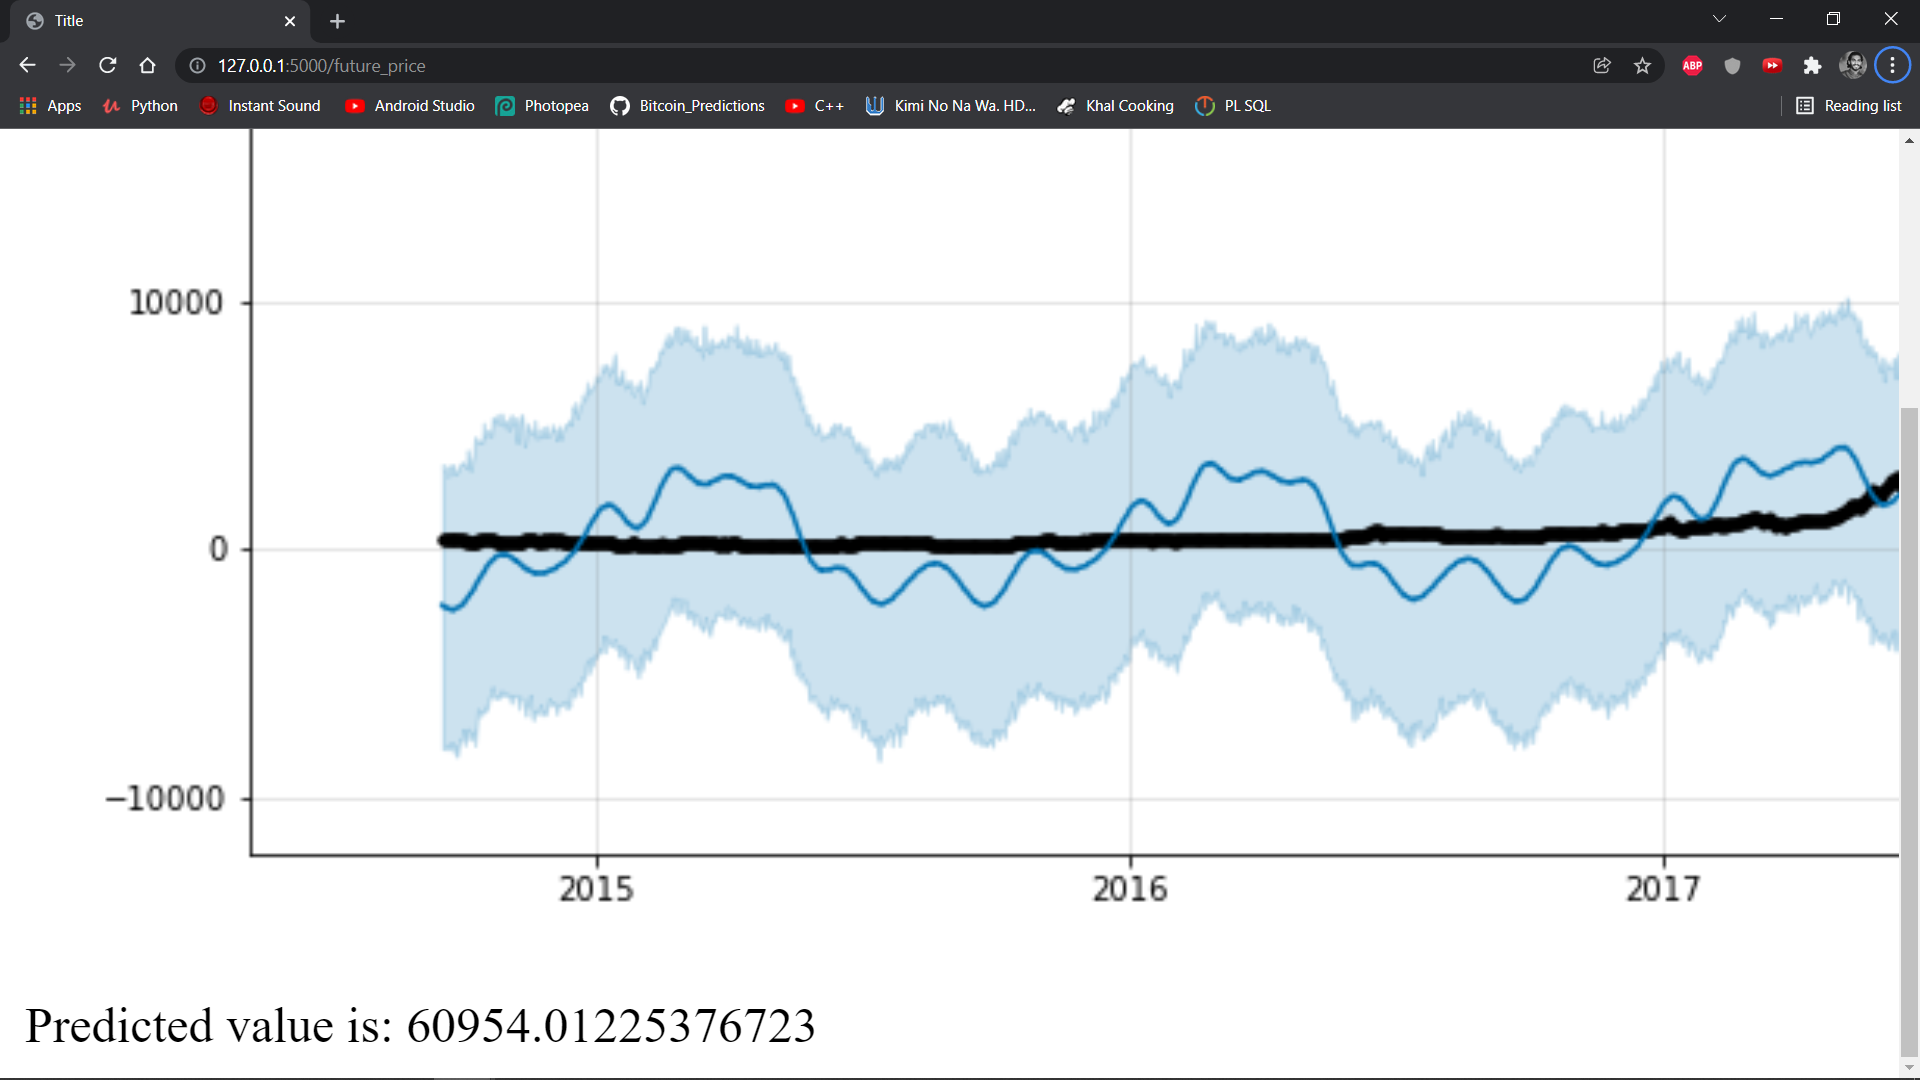 Title
127.0.0.1:5000/future_price
ABP
Apps Python Instant Sound Android Studio Photopea Bitcoin_Predictions C++ Kimi No Na Wa. HD... Khal Cooking PL SQL Reading list
10000
0
−10000
2015 2016 2017
Predicted value is: 60954.01225376723